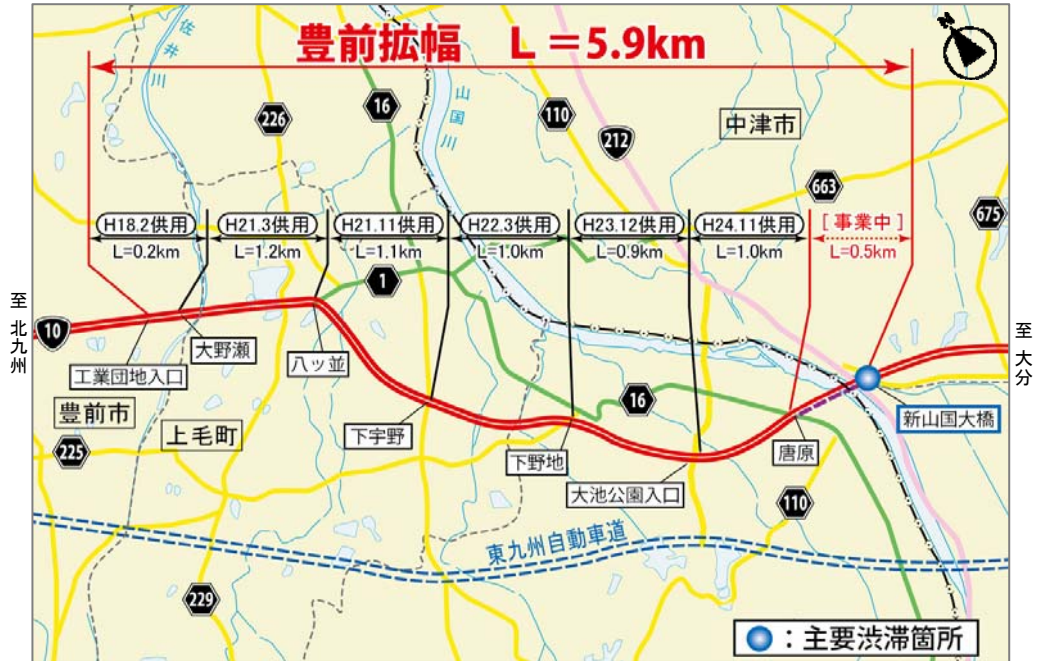 豊前拡幅 L=5.9km
N
佐井川
山国川
226
16
110
212
中津市
663
675
H18.2供用
L=0.2km
H21.3供用
L=1.2km
H21.11供用
L=1.1km
H22.3供用
L=1.0km
H23.12供用
L=0.9km
H24.11供用
L=1.0km
[事業中]
L=0.5km
至 北九州
10
1
至 大分
大野瀬
工業団地入口
八ッ並
豊前市
上毛町
225
下宇野
16
下野地
大池公園入口
唐原
新山国大橋
110
東九州自動車道
229
:主要渋滞箇所